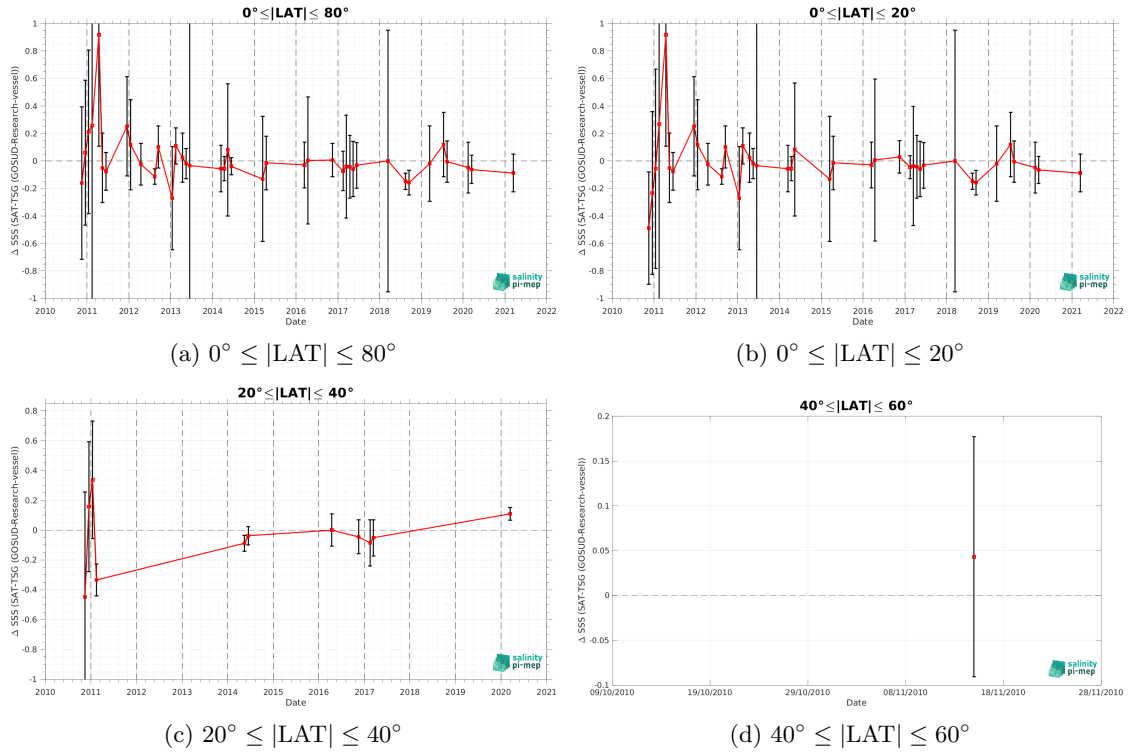 0°≤|LAT|≤ 80°
Δ SSS (SAT-TSG (GOSUD-Research-vessel))
1
0.8
0.6
0.4
0.2
0
-0.2
-0.4
-0.6
-0.8
-1
2010 2011 2012 2013 2014 2015 2016 2017 2018 2019 2020 2021 2022
Date
salinity
pi-mep
(a) 0° ≤ |LAT| ≤ 80°
0°≤|LAT|≤ 20°
Δ SSS (SAT-TSG (GOSUD-Research-vessel))
1
0.8
0.6
0.4
0.2
0
-0.2
-0.4
-0.6
-0.8
-1
2010 2011 2012 2013 2014 2015 2016 2017 2018 2019 2020 2021 2022
Date
salinity
pi-mep
(b) 0° ≤ |LAT| ≤ 20°
20°≤|LAT|≤ 40°
Δ SSS (SAT-TSG (GOSUD-Research-vessel))
0.8
0.6
0.4
0.2
0
-0.2
-0.4
-0.6
-0.8
-1
2010 2011 2012 2013 2014 2015 2016 2017 2018 2019 2020 2021
Date
salinity
pi-mep
(c) 20° ≤ |LAT| ≤ 40°
40°≤|LAT|≤ 60°
Δ SSS (SAT-TSG (GOSUD-Research-vessel))
0.2
0.15
0.1
0.05
0
-0.05
-0.1
09/10/2010 19/10/2010 29/10/2010 08/11/2010 18/11/2010 28/11/2010
Date
salinity
pi-mep
(d) 40° ≤ |LAT| ≤ 60°